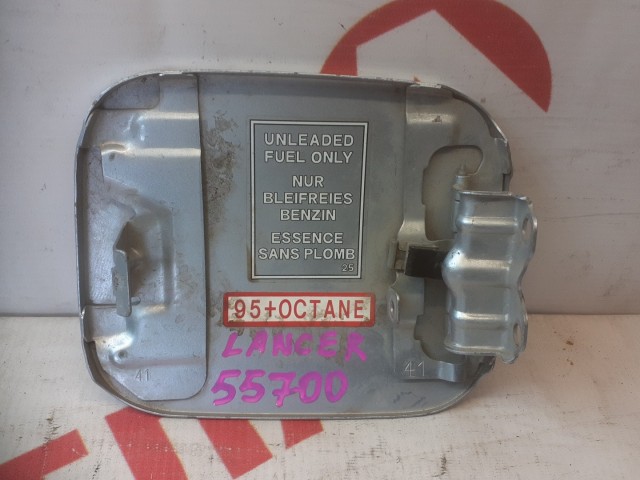 UNLEADED
FUEL ONLY
NUR
BLEIFREIES
BENZIN
ESSENCE
SANS PLOMB
25
95+OCTANE
LANCER
55700
41
41